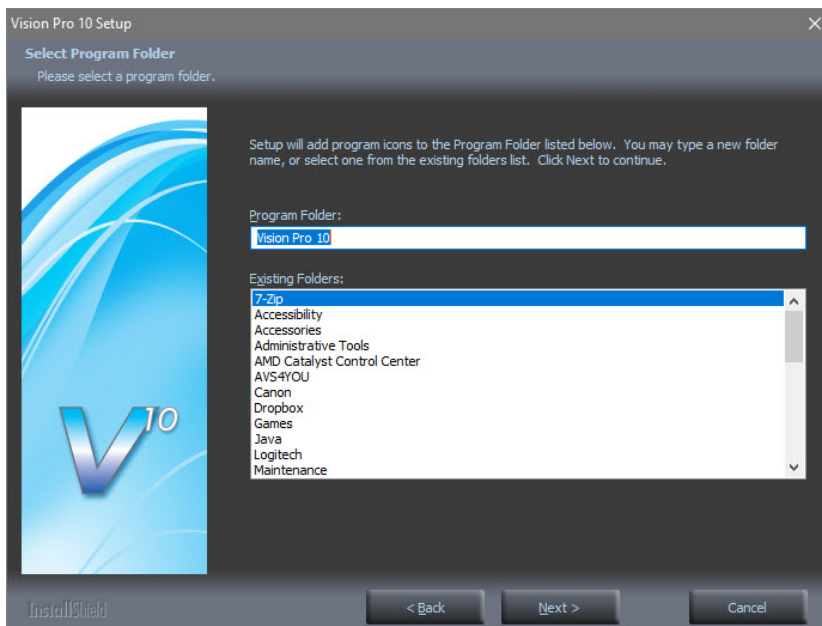 Vision Pro 10 Setup
Select Program Folder
Please select a program folder.
Setup will add program icons to the Program Folder listed below. You may type a new folder
name, or select one from the existing folders list. Click Next to continue.
Program Folder:
Vision Pro 10
Existing Folders:
7-Zip
Accessibility
Accessories
Administrative Tools
AMD Catalyst Control Center
AVS4YOU
Canon
Dropbox
Games
Java
Logitech
Maintenance
V10
InstallShield
< Back
Next >
Cancel